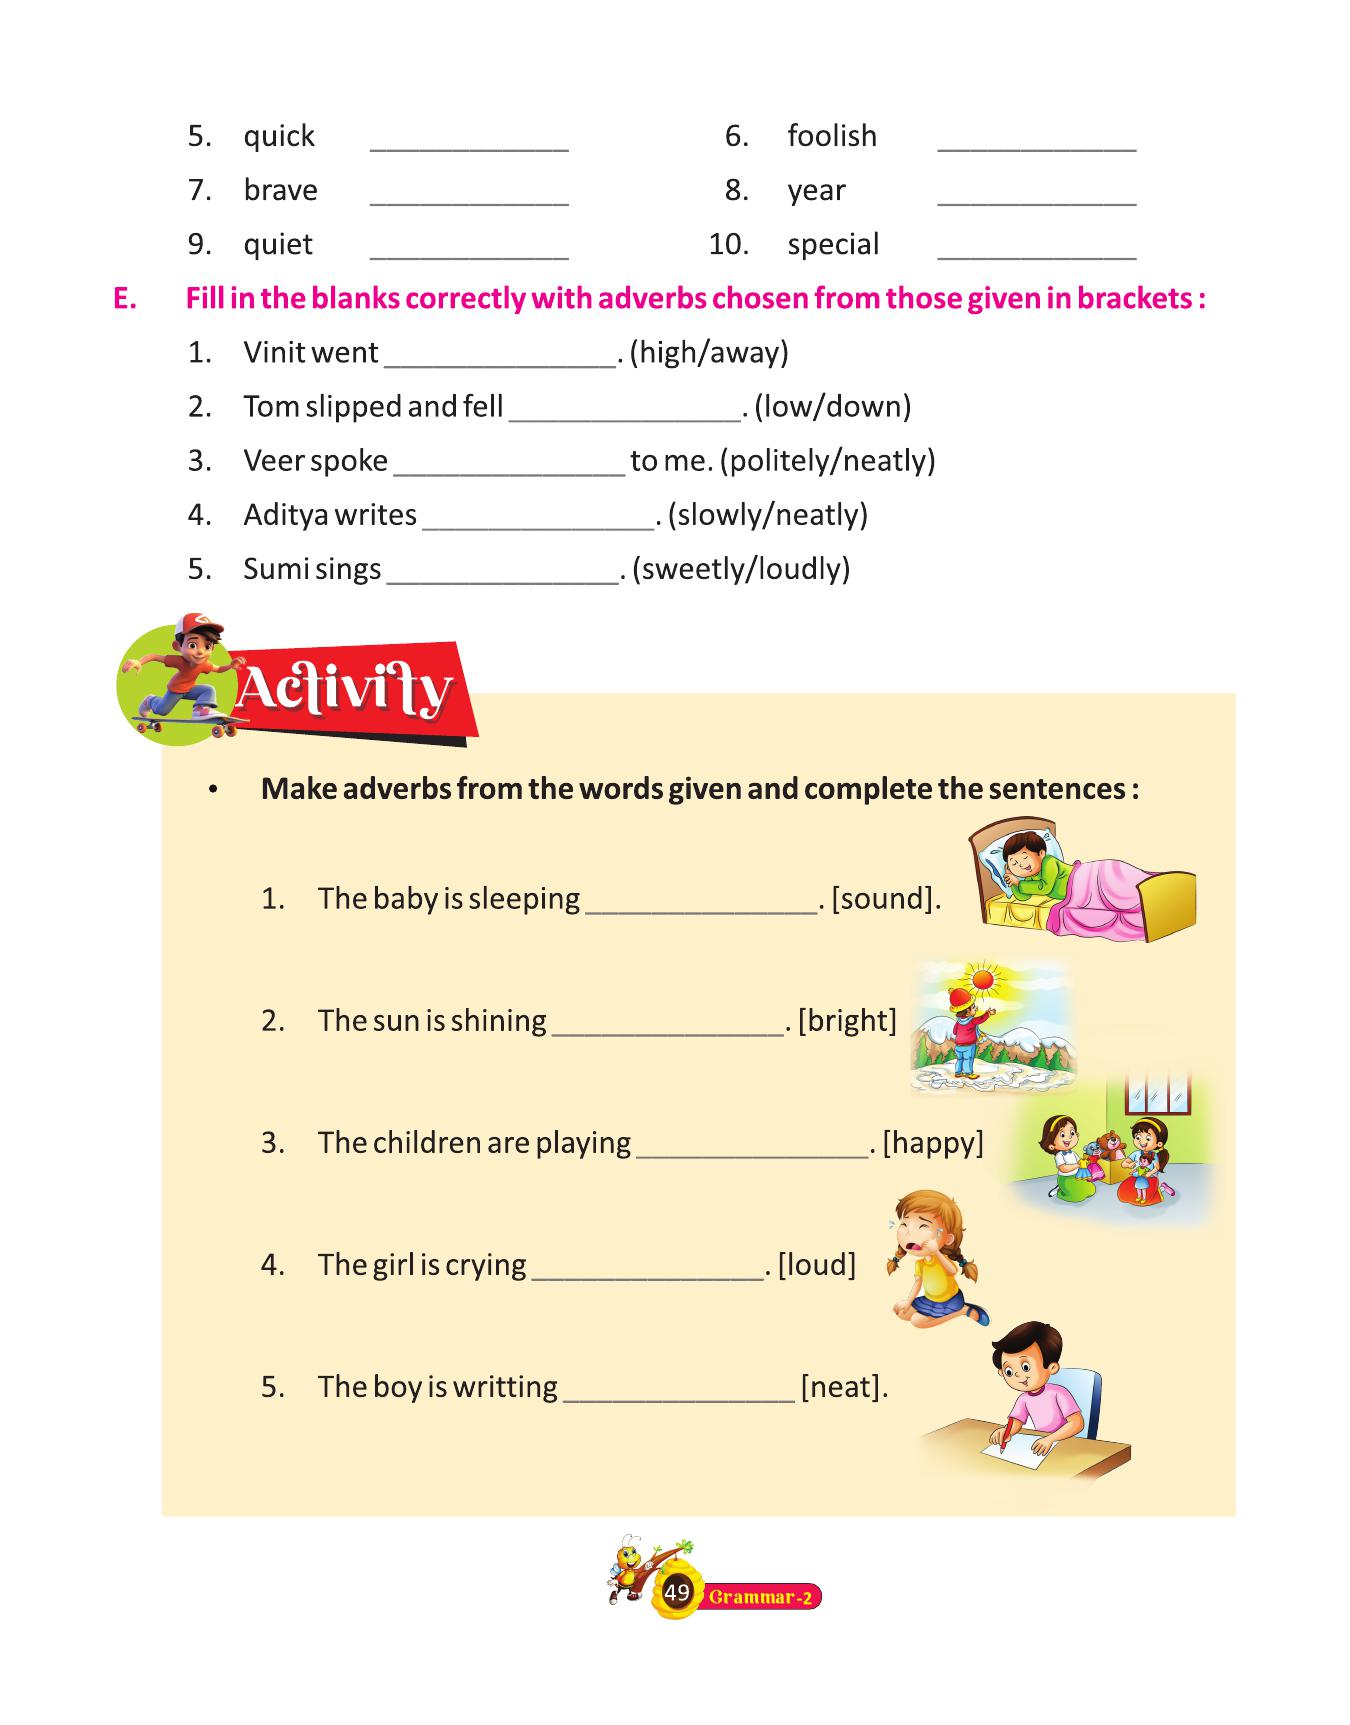 5. quick ____________ 6. foolish ____________
7. brave ____________ 8. year ____________
9. quiet ____________ 10. special ____________
E. Fill in the blanks correctly with adverbs chosen from those given in brackets :
1. Vinit went ______________. (high/away)
2. Tom slipped and fell ______________. (low/down)
3. Veer spoke ______________ to me. (politely/neatly)
4. Aditya writes ______________. (slowly/neatly)
5. Sumi sings ______________. (sweetly/loudly)
Activity
• Make adverbs from the words given and complete the sentences :
1. The baby is sleeping ______________. [sound].
2. The sun is shining ______________. [bright]
3. The children are playing ______________. [happy]
4. The girl is crying ______________. [loud]
5. The boy is writting ______________ [neat].
49 Grammar-2